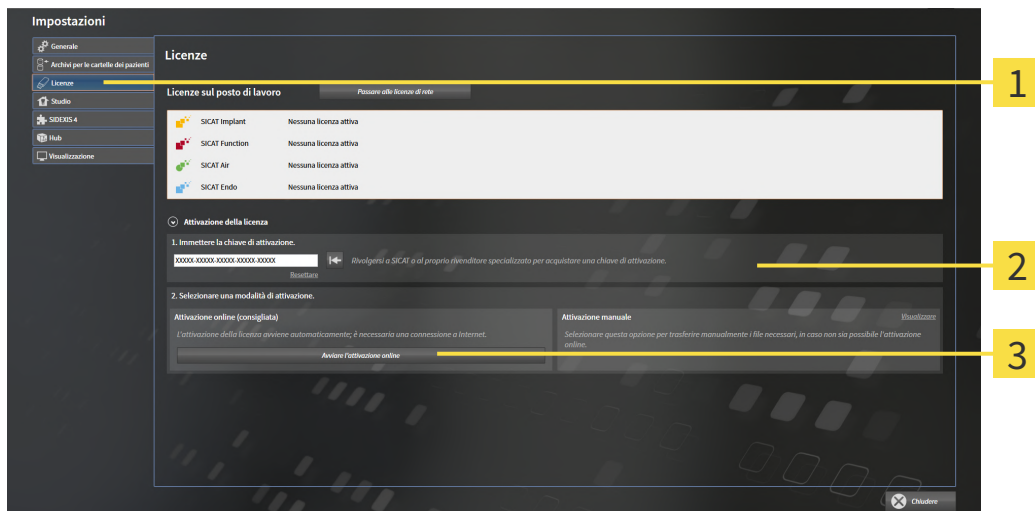 Impostazioni
Generale
Archivi per le cartelle dei pazienti
Licenze
Studio
SIDEXIS 4
Hub
Visualizzazione
Licenze
Licenze sul posto di lavoro
Passare alle licenze di rete
SICAT Implant Nessuna licenza attiva
SICAT Function Nessuna licenza attiva
SICAT Air Nessuna licenza attiva
SICAT Endo Nessuna licenza attiva
Attivazione della licenza
1. Immettere la chiave di attivazione.
XXXXX-XXXXX-XXXXX-XXXXX-XXXXX
Rivolgersi a SICAT o al proprio rivenditore specializzato per acquistare una chiave di attivazione.
Resettare
2. Selezionare una modalità di attivazione.
Attivazione online (consigliata)
L'attivazione della licenza avviene automaticamente; è necessaria una connessione a Internet.
Avviare l'attivazione online
Attivazione manuale
Visualizzare
Selezionare questa opzione per trasferire manualmente i file necessari, in caso non sia possibile l'attivazione
online.
Chiudere
1
2
3